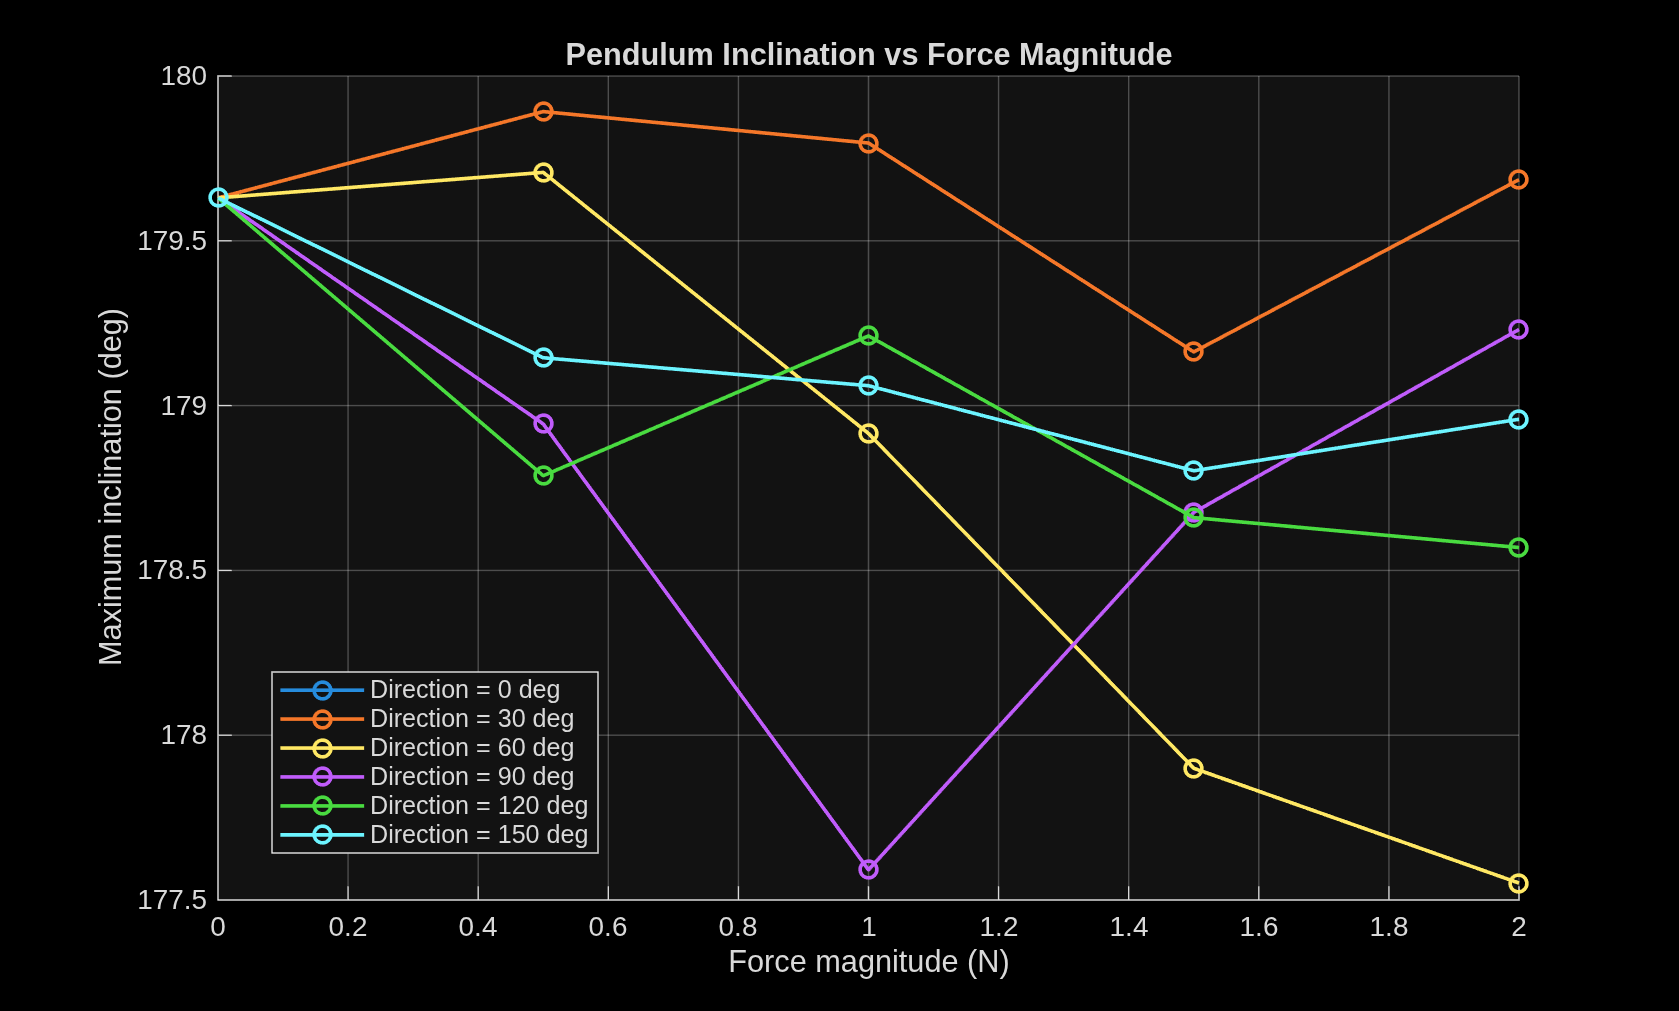 Pendulum Inclination vs Force Magnitude
180
179.5
179
178.5
178
177.5
Maximum inclination (deg)
Direction = 0 deg
Direction = 30 deg
Direction = 60 deg
Direction = 90 deg
Direction = 120 deg
Direction = 150 deg
0 0.2 0.4 0.6 0.8 1 1.2 1.4 1.6 1.8 2
Force magnitude (N)